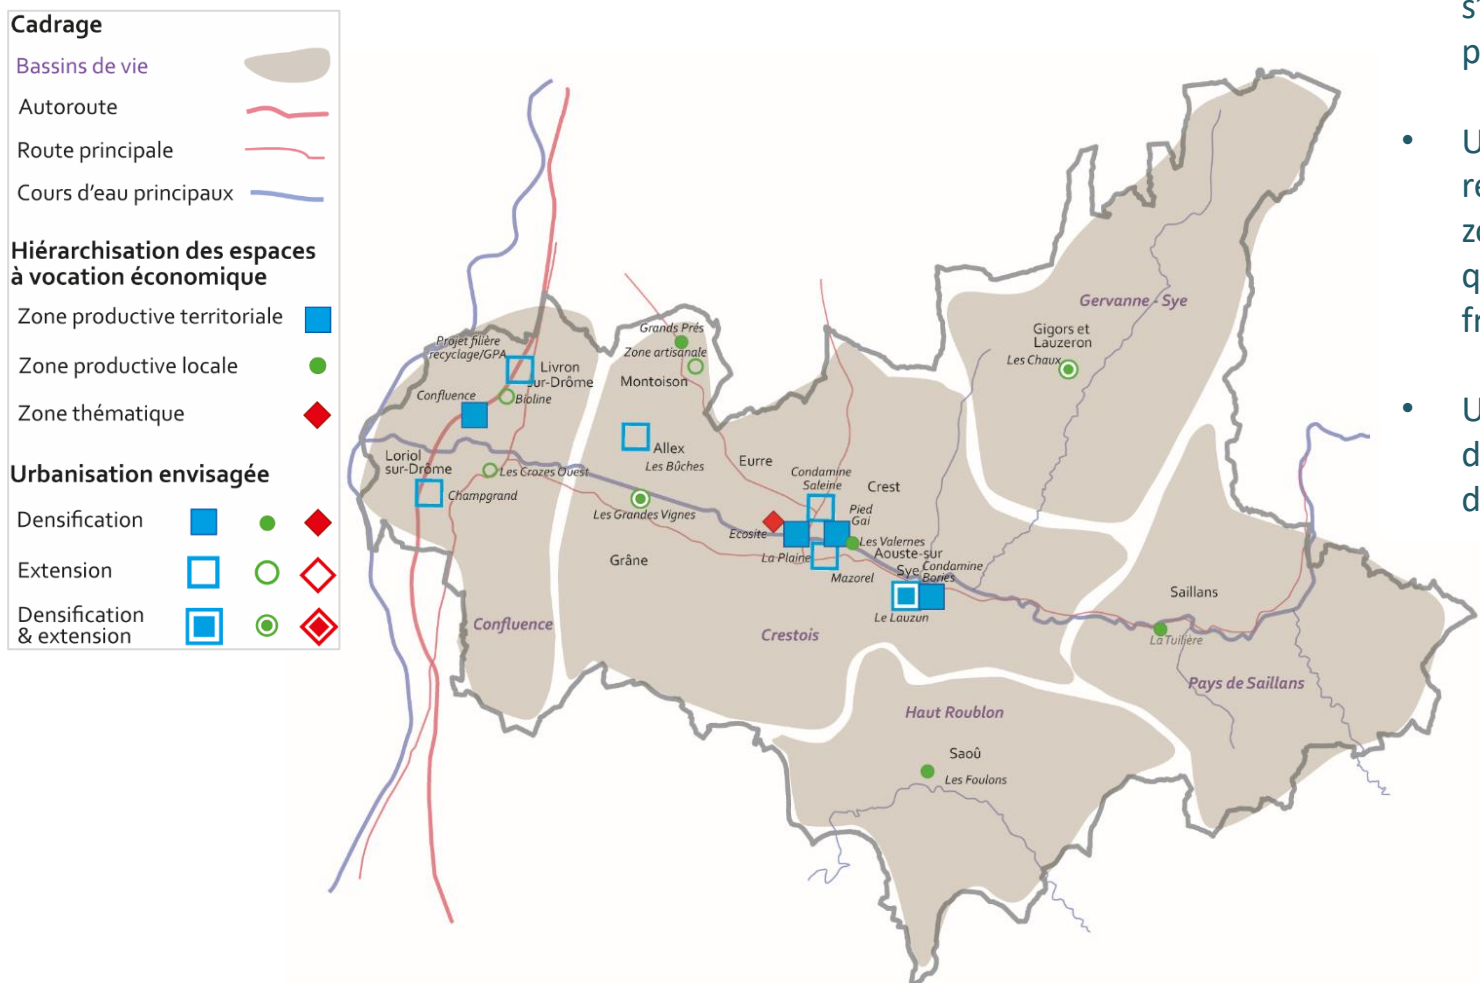 Cadrage
Bassins de vie
Autoroute
Route principale
Cours d'eau principaux
Hiérarchisation des espaces
à vocation économique
Zone productive territoriale
Zone productive locale
Zone thématique
Urbanisation envisagée
Densification
Extension
Densification
& extension
Projet filière
recyclage/GPA
Livron
sur-Drôme
Confluence
Bioline
Loriol
sur-Drôme
Les Crozes Ouest
Champgrand
Confluence
Grands Prés
Zone artisanale
Montoison
Allex
Les Bûches
Eurre
Les Grandes Vignes
Grâne
Condamine
Saleine
Crest
Pied
Gai
Ecosite
Les Valernes
La Plaine
Mazorel
Aouste-sur
Sye
Condamine
Bories
Le Lauzun
Crestois
Gervanne - Sye
Gigors et
Lauzeron
Les Chaux
Saillans
La Tuilière
Pays de Saillans
Haut Roublon
Saoû
Les Foulons
s'
p
• U
re
zo
q
fr
• U
d
d